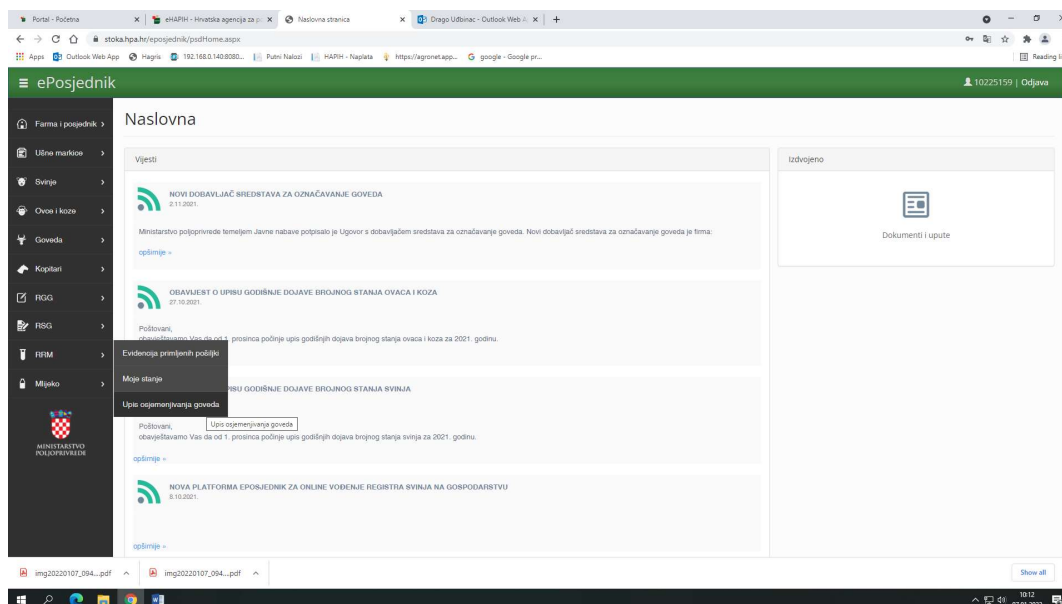 Portal - Početna
eHAPIH - Hrvatska agencija za p
Naslovna stranica
Drago Udbinac - Outlook Web A
stoka.hpa.hr/eposjednik/psdHome.aspx
Apps
Outlook Web App
Hagris
192.168.0.140:8080...
Putni Nalozi
HAPIH - Naplata
https://agronet.app...
google - Google pr...
Reading li
ePosjednik
10225159 | Odjava
Farma i posjednik
Ušne markice
Svinje
Ovce i koze
Goveda
Kopitari
RGG
RSG
RRM
Mlijeko
MINISTARSTVO
POLJOPRIVREDE
Evidencija primljenih pošiljki
Moje stanje
Upis osjemenjivanja goveda
Upis osjemenjivanja goveda
Naslovna
Vijesti
NOVI DOBAVLJAČ SREDSTAVA ZA OZNAČAVANJE GOVEDA
2.11.2021.
Ministarstvo poljoprivrede temeljem Javne nabave potpisalo je Ugovor s dobavljačem sredstava za označavanje goveda. Novi dobavljač sredstava za označavanje goveda je firma:
opširnije »
OBAVIJEST O UPISU GODIŠNJE DOJAVE BROJNOG STANJA OVACA I KOZA
27.10.2021.
Poštovani,
obavještavamo Vas da od 1. prosinca počinje upis godišnjih dojava brojnog stanja ovaca i koza za 2021. godinu.
PISU GODIŠNJE DOJAVE BROJNOG STANJA SVINJA
Poštovani,
obavještavamo Vas da od 1. prosinca počinje upis godišnjih dojava brojnog stanja svinja za 2021. godinu.
opširnije »
NOVA PLATFORMA EPOSJEDNIK ZA ONLINE VOĐENJE REGISTRA SVINJA NA GOSPODARSTVU
8.10.2021.
opširnije »
Izdvojeno
Dokumenti i upute
img20220107_094....pdf
img20220107_094....pdf
Show all
10:12
07.01.2022.